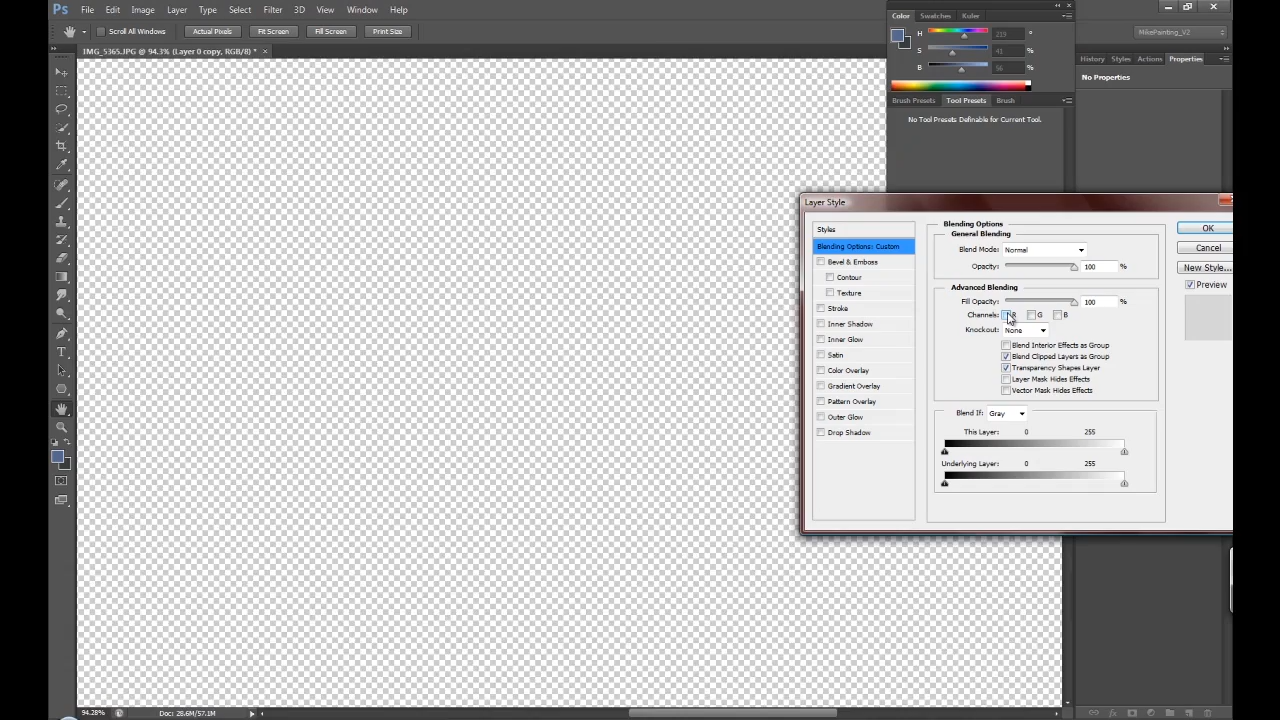 Ps File Edit Image Layer Type Select Filter 3D View Window Help
Scroll All Windows Actual Pixels Fit Screen Fill Screen Print Size
MikePainting_V2
IMG_5365.JPG @ 94.3% (Layer 0 copy, RGB/8) * ×
Color Swatches Kuler
H 219 °
S 41 %
B 56 %
Brush Presets Tool Presets Brush
No Tool Presets Definable for Current Tool.
History Styles Actions Properties
No Properties
Layer Style
Styles
Blending Options: Custom
Bevel & Emboss
Contour
Texture
Stroke
Inner Shadow
Inner Glow
Satin
Color Overlay
Gradient Overlay
Pattern Overlay
Outer Glow
Drop Shadow
Blending Options
General Blending
Blend Mode: Normal
Opacity: 100 %
Advanced Blending
Fill Opacity: 100 %
Channels: R G B
Knockout: None
Blend Interior Effects as Group
Blend Clipped Layers as Group
Transparency Shapes Layer
Layer Mask Hides Effects
Vector Mask Hides Effects
Blend If: Gray
This Layer: 0 255
Underlying Layer: 0 255
OK
Cancel
New Style...
Preview
94.28% Doc: 28.6M/57.1M